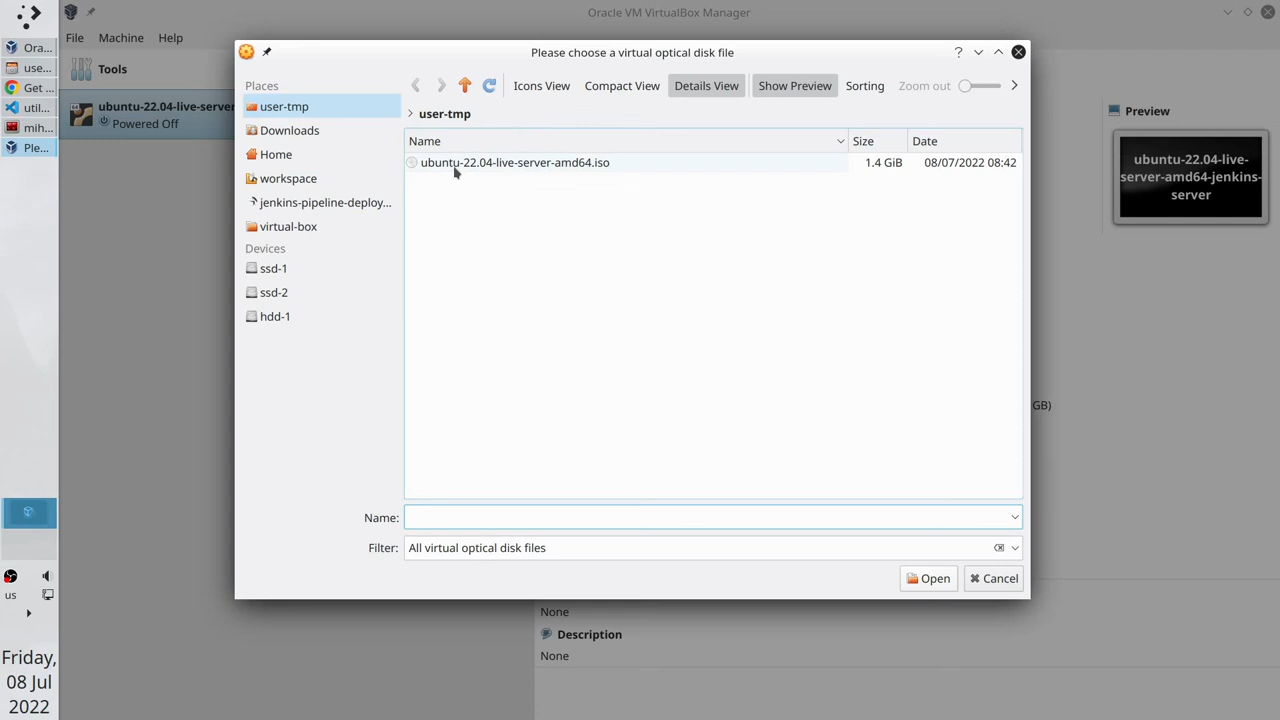 Oracle VM VirtualBox Manager
File Machine Help
Tools
ubuntu-22.04-live-server
Powered Off
Ora...
use...
Get ...
util...
mih...
Ple...
us
Friday,
08 Jul
2022
Please choose a virtual optical disk file
?
Places
user-tmp
Downloads
Home
workspace
jenkins-pipeline-deploy...
virtual-box
Devices
ssd-1
ssd-2
hdd-1
Icons View Compact View Details View Show Preview Sorting Zoom out
user-tmp
Name Size Date
ubuntu-22.04-live-server-amd64.iso 1.4 GiB 08/07/2022 08:42
Name:
Filter: All virtual optical disk files
Open Cancel
Preview
ubuntu-22.04-live-
server-amd64-jenkins-
server
GB)
None
Description
None